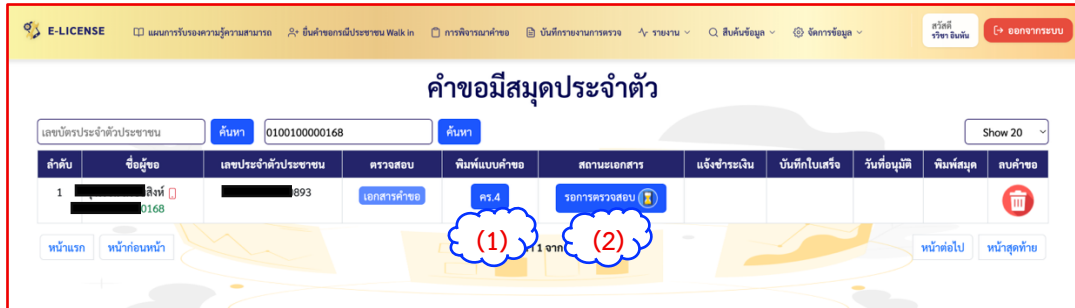 E-LICENSE แผนการรับรองความรู้ความสามารถ ยื่นคำขอกรณีประชาชน Walk in การพิจารณาคำขอ บันทึกรายงานการตรวจ รายงาน สืบค้นข้อมูล จัดการข้อมูล สวัสดี ออกจากระบบ
รวิชา อินทัน
คำขอมีสมุดประจำตัว
เลขบัตรประจำตัวประชาชน ค้นหา 0100100000168 ค้นหา Show 20
ลำดับ ชื่อผู้ขอ เลขประจำตัวประชาชน ตรวจสอบ พิมพ์แบบคำขอ สถานะเอกสาร แจ้งชำระเงิน บันทึกใบเสร็จ วันที่อนุมัติ พิมพ์สมุด ลบคำขอ
1 สิงห์ 893 เอกสารคำขอ คร.4 รอการตรวจสอบ
0168
หน้าแรก หน้าก่อนหน้า (1) 1 จาก (2) หน้าต่อไป หน้าสุดท้าย